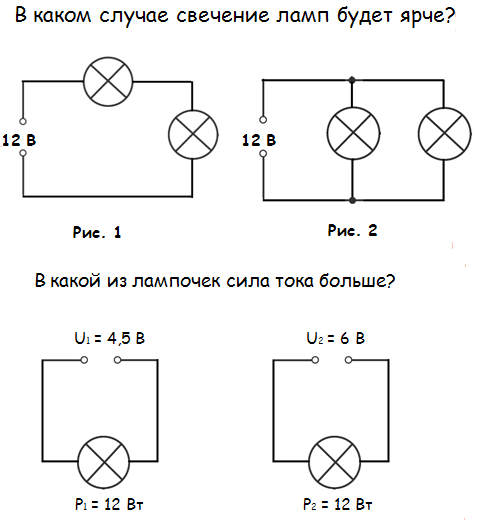 В каком случае свечение ламп будет ярче?
12 В
12 В
Рис. 1
Рис. 2
В какой из лампочек сила тока больше?
U₁ = 4,5 В
U₂ = 6 В
P₁ = 12 Вт
P₂ = 12 Вт